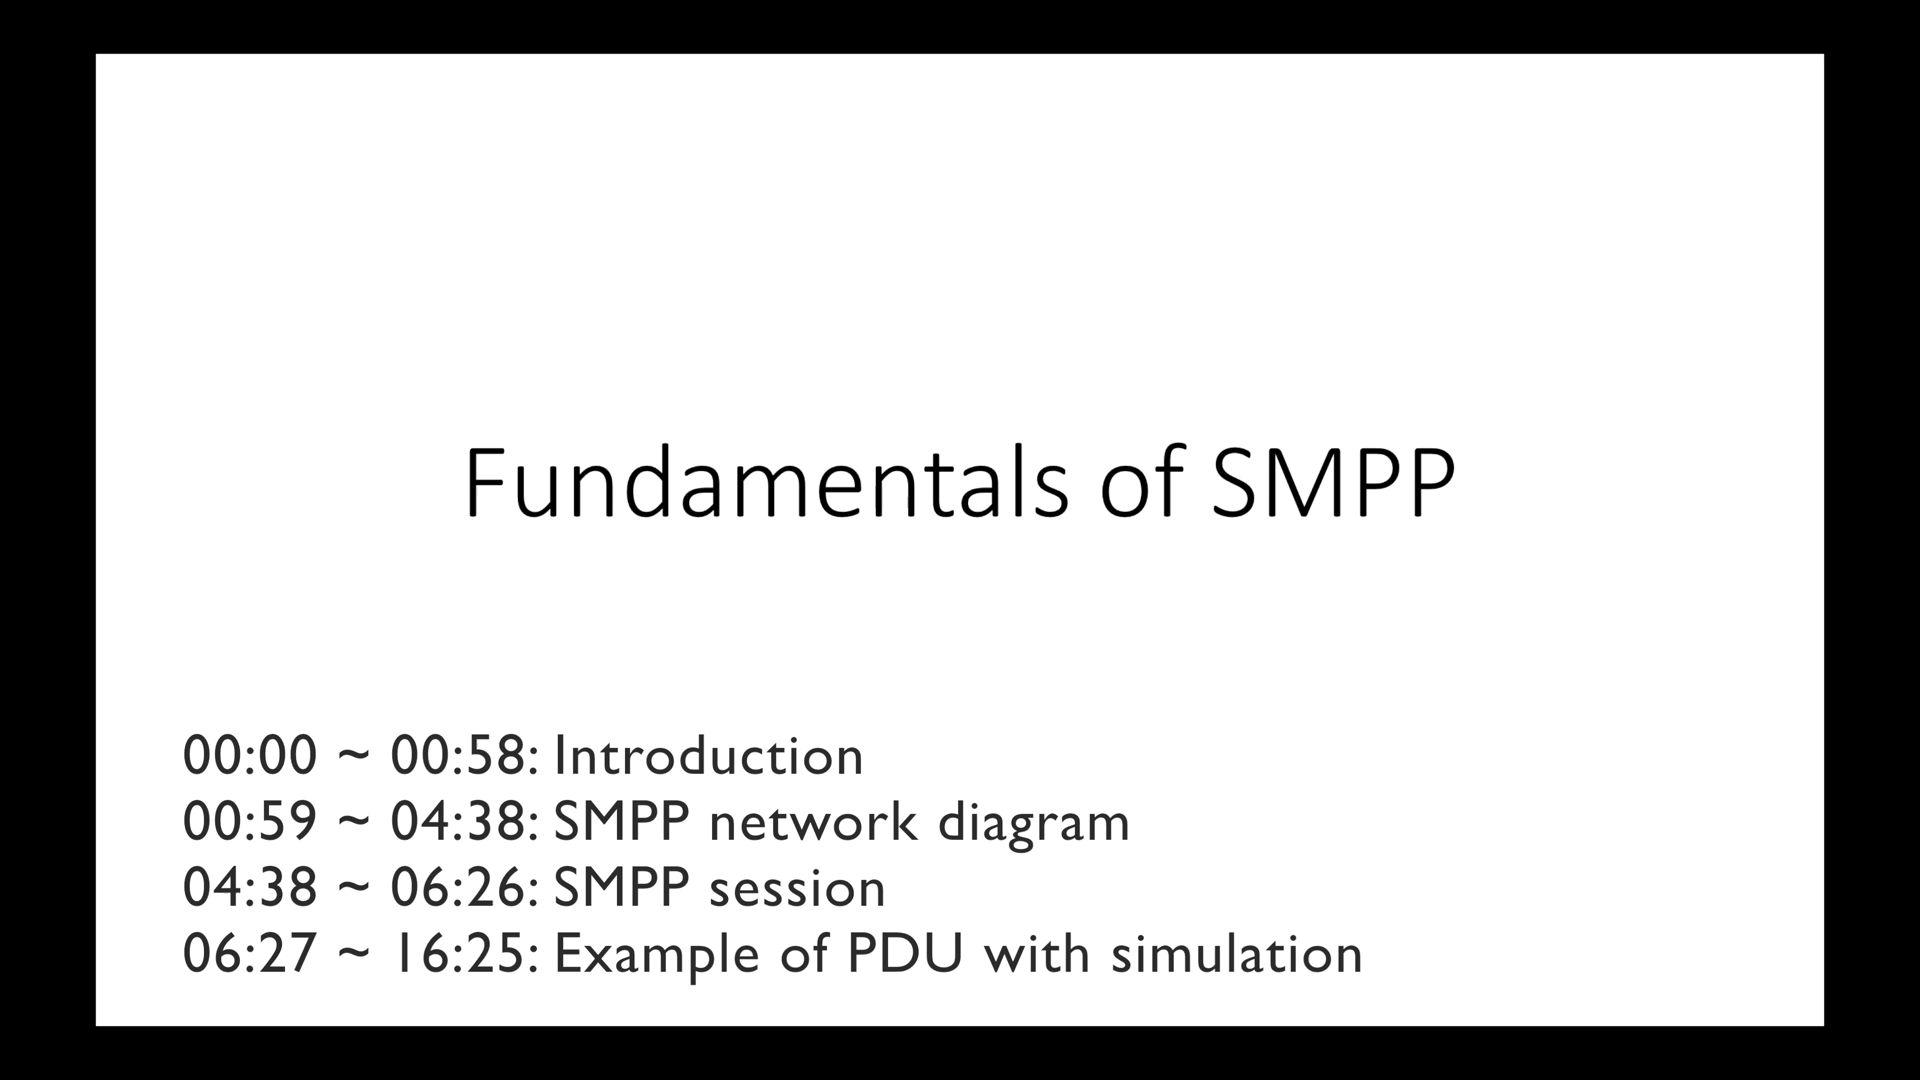 Fundamentals of SMPP
00:00 ~ 00:58: Introduction
00:59 ~ 04:38: SMPP network diagram
04:38 ~ 06:26: SMPP session
06:27 ~ 16:25: Example of PDU with simulation